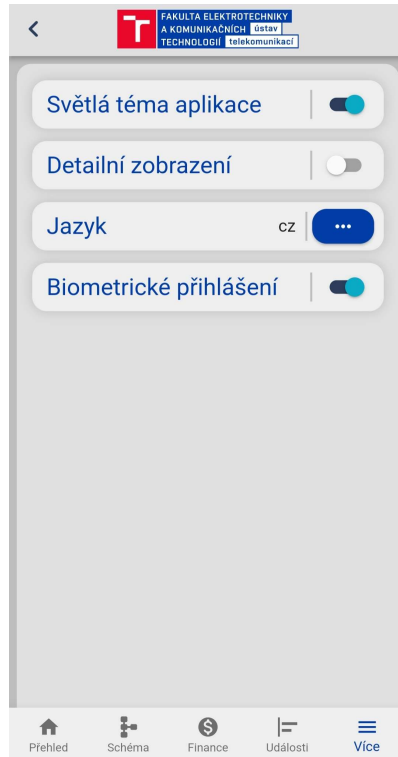 FAKULTA ELEKTROTECHNIKY
A KOMUNIKAČNÍCH ústav
TECHNOLOGIÍ telekomunikací
Světlá téma aplikace
Detailní zobrazení
Jazyk cz
Biometrické přihlášení
Přehled Schéma Finance Události Více